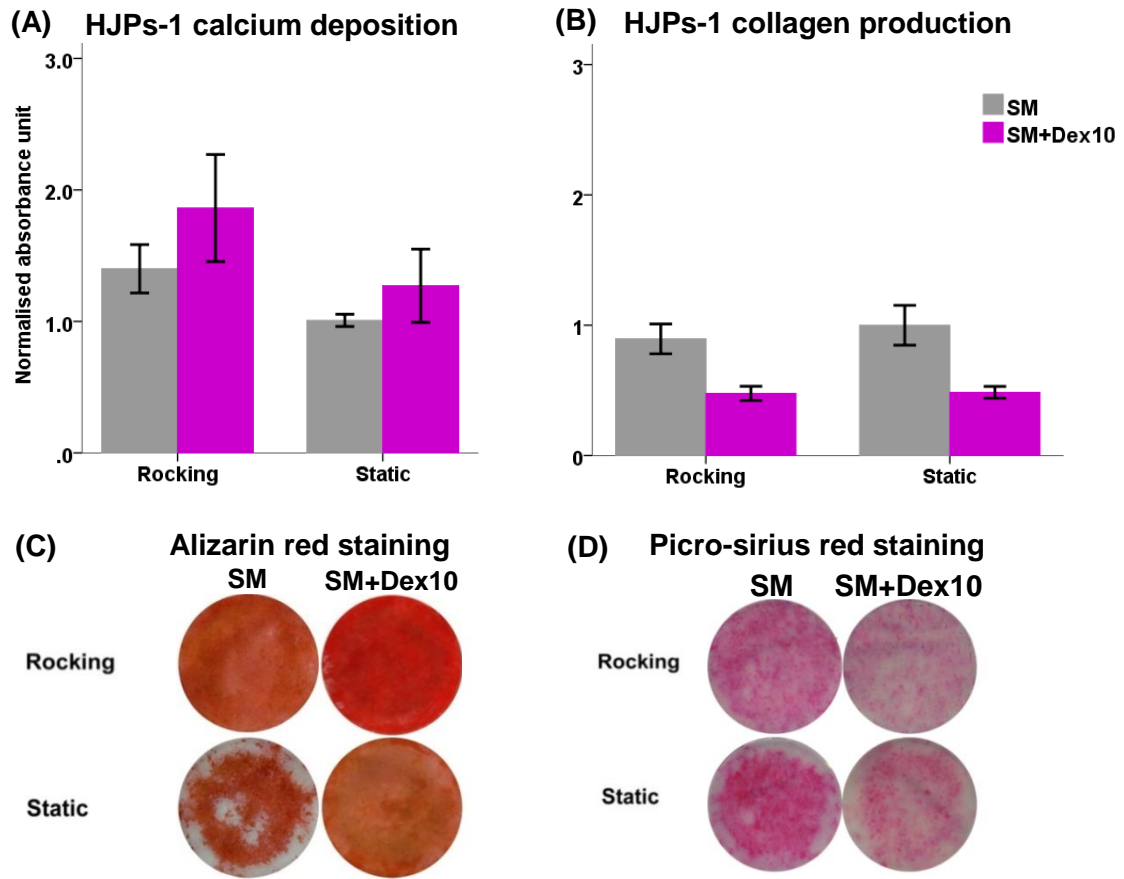 (A) HJPs-1 calcium deposition
Normalised absorbance unit
3.0
2.0
1.0
.0
Rocking Static
(B) HJPs-1 collagen production
3
2
1
0
SM
SM+Dex10
Rocking Static
(C) Alizarin red staining
SM SM+Dex10
Rocking
Static
(D) Picro-sirius red staining
SM SM+Dex10
Rocking
Static